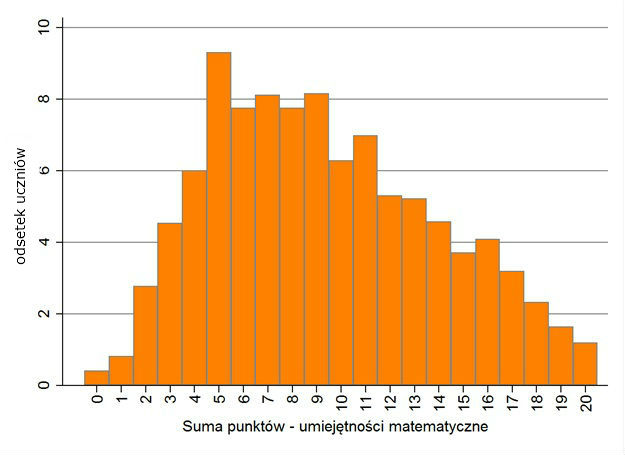 odsetek uczniów
10
8
6
4
2
0
0 1 2 3 4 5 6 7 8 9 10 11 12 13 14 15 16 17 18 19 20
Suma punktów - umiejętności matematyczne